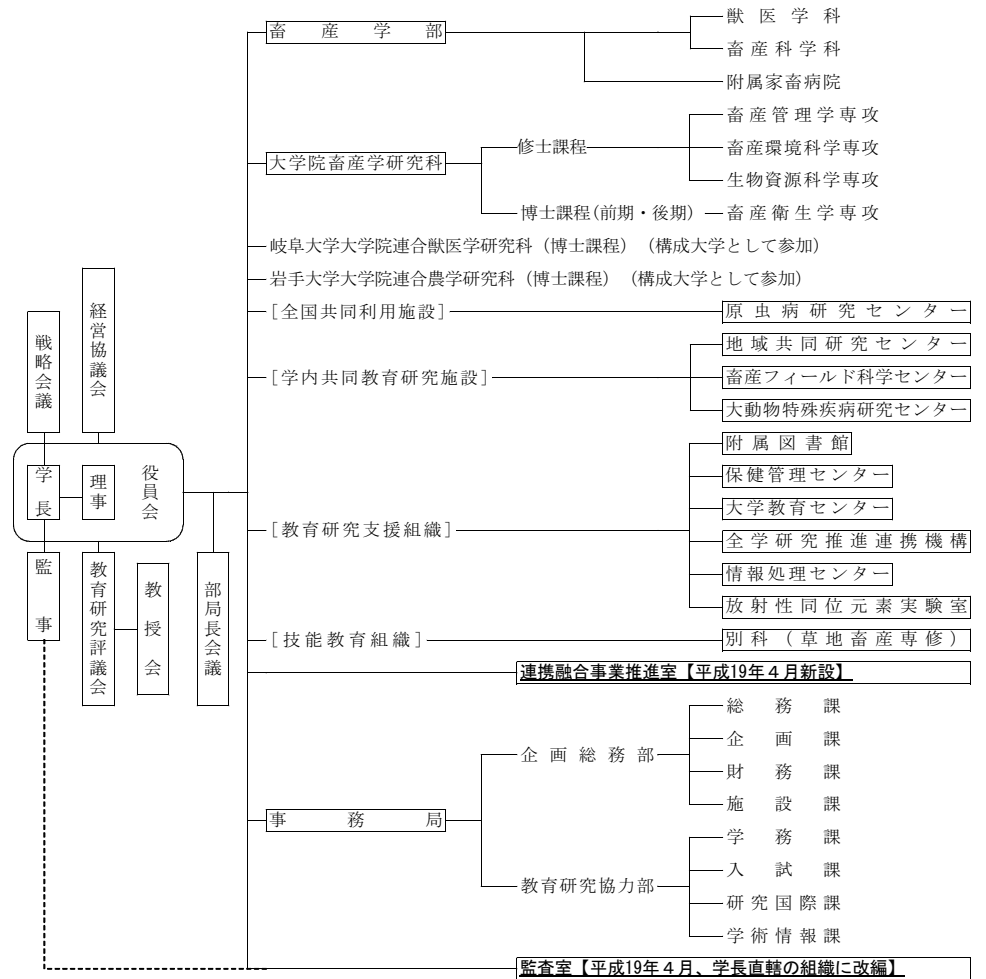 畜産学部
獣医学科
畜産科学科
附属家畜病院
大学院畜産学研究科
修士課程
畜産管理学専攻
畜産環境科学専攻
生物資源科学専攻
博士課程(前期・後期)
畜産衛生学専攻
岐阜大学大学院連合獣医学研究科（博士課程）（構成大学として参加）
岩手大学大学院連合農学研究科（博士課程）（構成大学として参加）
[全国共同利用施設]
原虫病研究センター
[学内共同教育研究施設]
地域共同研究センター
畜産フィールド科学センター
大動物特殊疾病研究センター
戦略会議
経営協議会
学長
理事
役員会
監事
教育研究評議会
教授会
部局長会議
[教育研究支援組織]
附属図書館
保健管理センター
大学教育センター
全学研究推進連携機構
情報処理センター
放射性同位元素実験室
[技能教育組織]
別科（草地畜産専修）
連携融合事業推進室【平成19年４月新設】
事務局
企画総務部
総務課
企画課
財務課
施設課
教育研究協力部
学務課
入試課
研究国際課
学術情報課
監査室【平成19年４月、学長直轄の組織に改編】